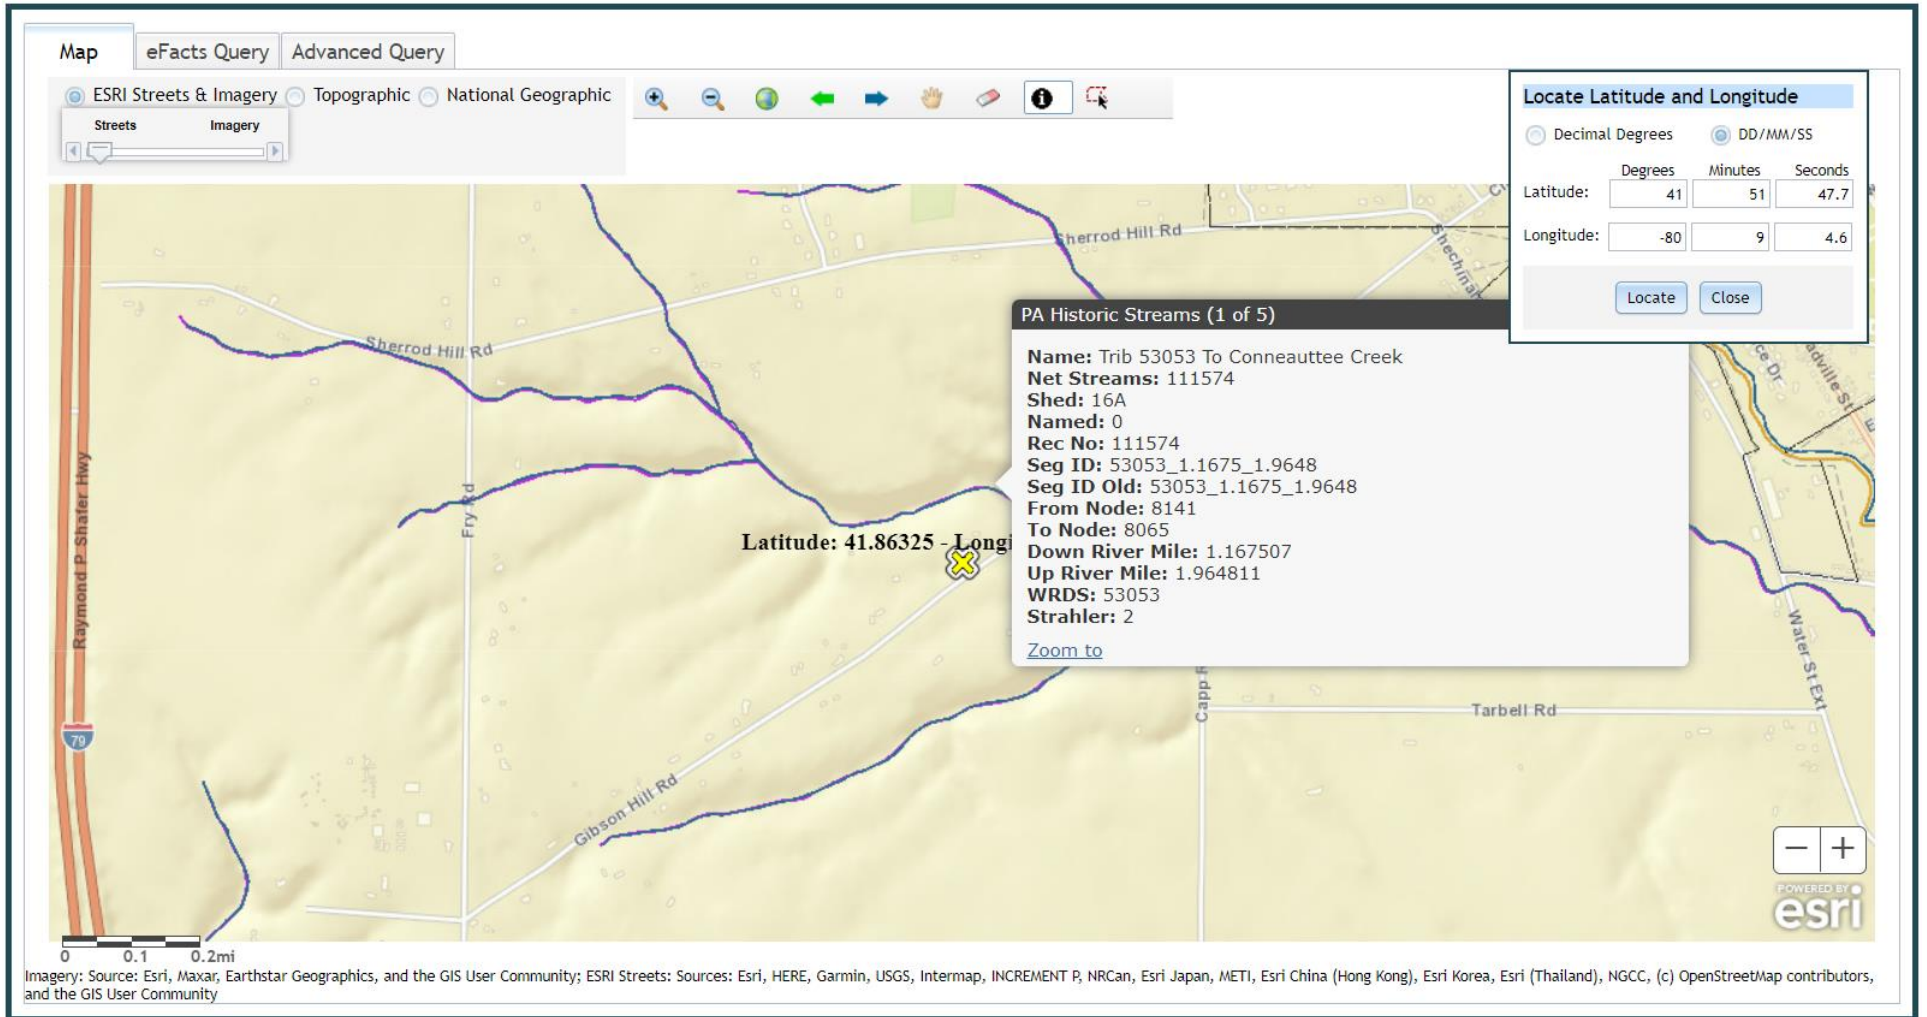 Map eFacts Query Advanced Query
ESRI Streets & Imagery Topographic National Geographic
Streets Imagery
Locate Latitude and Longitude
Decimal Degrees DD/MM/SS
Degrees Minutes Seconds
Latitude: 41 51 47.7
Longitude: -80 9 4.6
Locate Close
Sherrod Hill Rd
Sherrod Hill Rd
Raymond P Shafer Hwy
Fry Rd
79
Latitude: 41.86325 - Longi
PA Historic Streams (1 of 5)
Name: Trib 53053 To Conneauttee Creek
Net Streams: 111574
Shed: 16A
Named: 0
Rec No: 111574
Seg ID: 53053_1.1675_1.9648
Seg ID Old: 53053_1.1675_1.9648
From Node: 8141
To Node: 8065
Down River Mile: 1.167507
Up River Mile: 1.964811
WRDS: 53053
Strahler: 2
Zoom to
Capp R
Tarbell Rd
Water St Ext
Gibson Hill Rd
POWERED BY
esri
0 0.1 0.2mi
Imagery: Source: Esri, Maxar, Earthstar Geographics, and the GIS User Community; ESRI Streets: Sources: Esri, HERE, Garmin, USGS, Intermap, INCREMENT P, NRCan, Esri Japan, METI, Esri China (Hong Kong), Esri Korea, Esri (Thailand), NGCC, (c) OpenStreetMap contributors,
and the GIS User Community